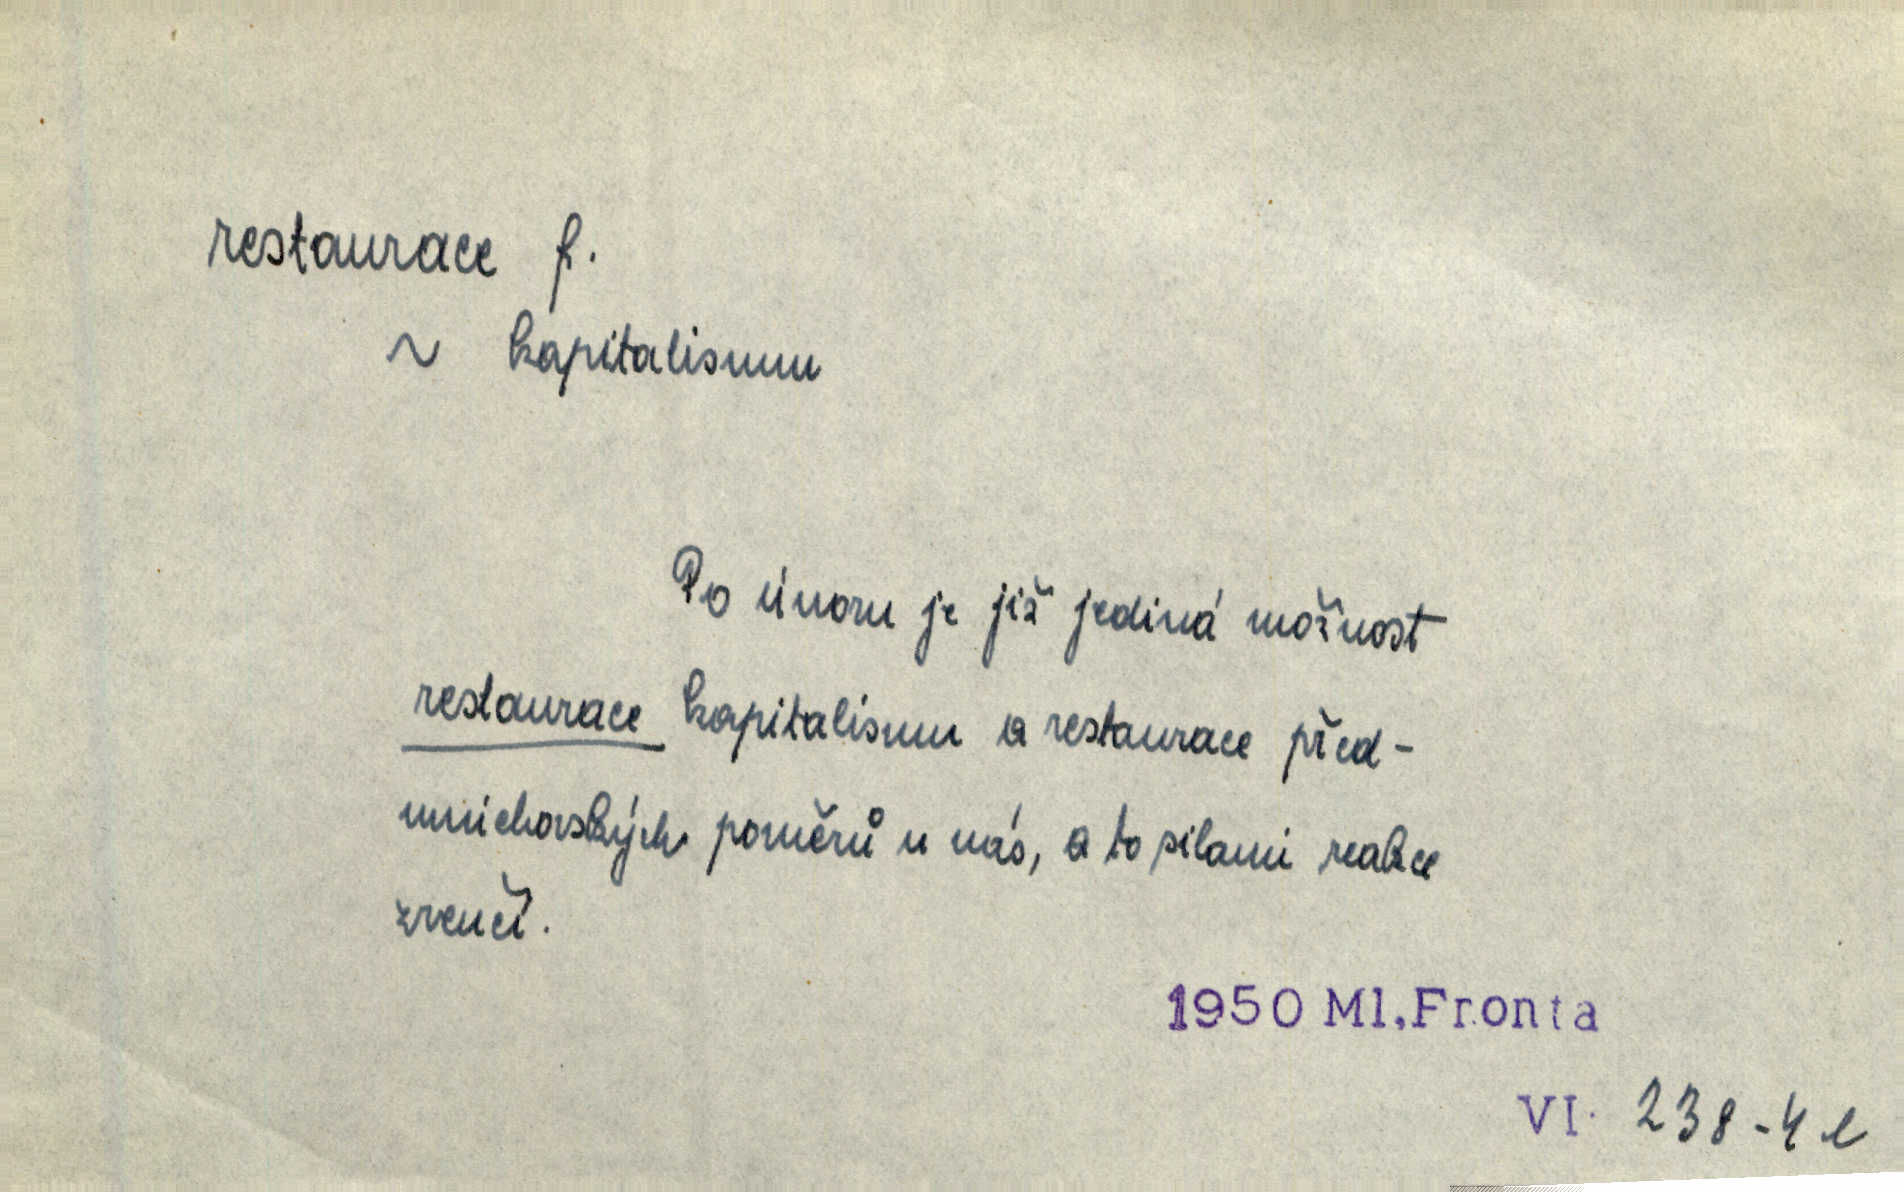 restaurace f.
~ kapitalismu
Po únoru je již jediná možnost
restaurace kapitalismu a restaurace před-
mnichovských poměrů u nás, a to silami reakce
zvenčí.
1950 Ml.Fronta
VI. 238-4 l